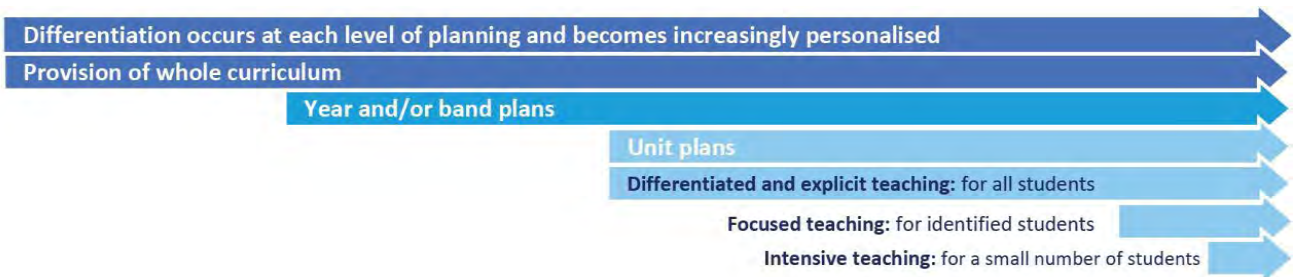 Differentiation occurs at each level of planning and becomes increasingly personalised
Provision of whole curriculum
Year and/or band plans
Unit plans
Differentiated and explicit teaching: for all students
Focused teaching: for identified students
Intensive teaching: for a small number of students